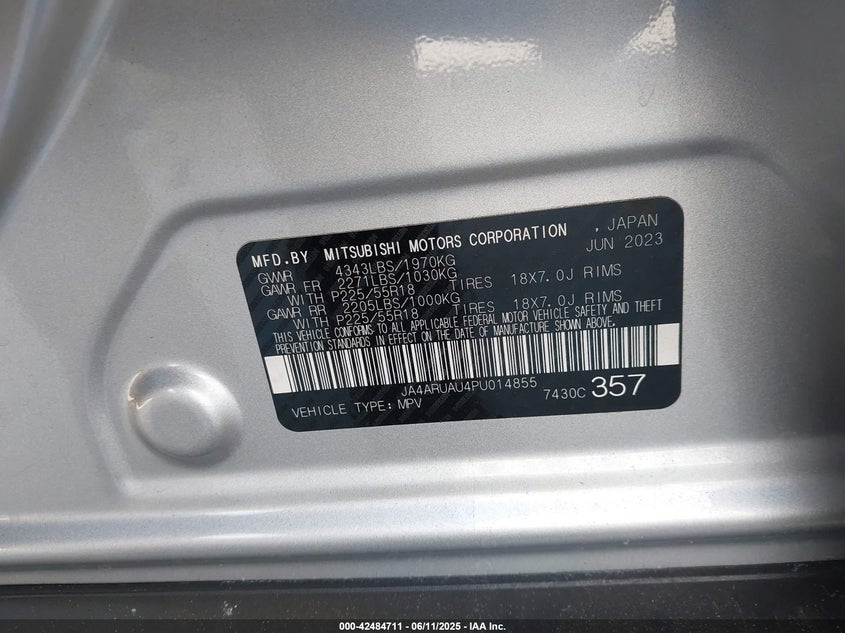 MFD.BY MITSUBISHI MOTORS CORPORATION , JAPAN
JUN 2023
GVWR 4343LBS/1970KG
GAWR FR 2271LBS/1030KG
WITH P225/55R18 TIRES 18X7.0J RIMS
GAWR RR 2205LBS/1000KG
WITH P225/55R18 TIRES 18X7.0J RIMS
THIS VEHICLE CONFORMS TO ALL APPLICABLE FEDERAL MOTOR VEHICLE SAFETY AND THEFT
PREVENTION STANDARDS IN EFFECT ON THE DATE OF MANUFACTURE SHOWN ABOVE.
JA4ARUAU4PU014855
VEHICLE TYPE: MPV 7430C 357
000-42484711 - 06/11/2025 - IAA Inc.